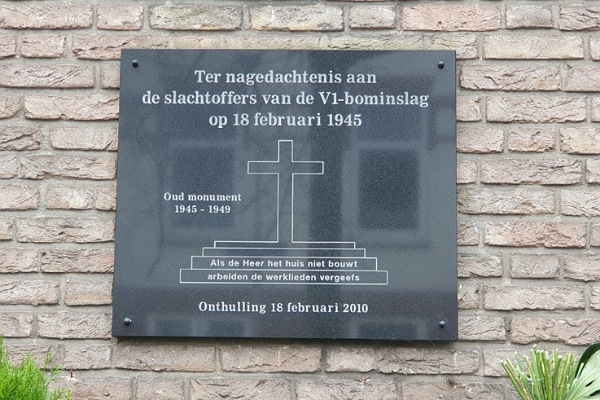 Ter nagedachtenis aan
de slachtoffers van de V1-bominslag
op 18 februari 1945
Oud monument
1945 - 1949
Als de Heer het huis niet bouwt
arbeiden de werklieden vergeefs
Onthulling 18 februari 2010